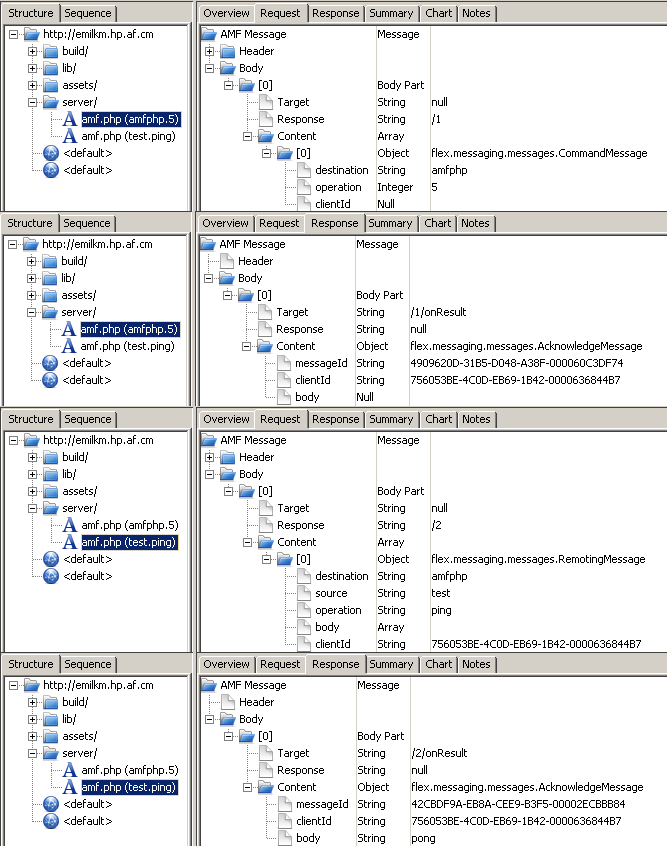 Structure Sequence Overview Request Response Summary Chart Notes
http://emilkm.hp.af.cm AMF Message Message
build/ Header
lib/ Body
assets/ [0] Body Part
server/ Target String null
amf.php (amfphp.5) Response String /1
amf.php (test.ping) Content Array
<default> [0] Object flex.messaging.messages.CommandMessage
<default> destination String amfphp
operation Integer 5
clientId Null
Structure Sequence Overview Request Response Summary Chart Notes
http://emilkm.hp.af.cm AMF Message Message
build/ Header
lib/ Body
assets/ [0] Body Part
server/ Target String /1/onResult
amf.php (amfphp.5) Response String null
amf.php (test.ping) Content Object flex.messaging.messages.AcknowledgeMessage
<default> messageId String 4909620D-31B5-D048-A38F-000060C3DF74
<default> clientId String 756053BE-4C0D-EB69-1B42-0000636844B7
body Null
Structure Sequence Overview Request Response Summary Chart Notes
http://emilkm.hp.af.cm AMF Message Message
build/ Header
lib/ Body
assets/ [0] Body Part
server/ Target String null
amf.php (amfphp.5) Response String /2
amf.php (test.ping) Content Array
<default> [0] Object flex.messaging.messages.RemotingMessage
<default> destination String amfphp
source String test
operation String ping
body Array
clientId String 756053BE-4C0D-EB69-1B42-0000636844B7
Structure Sequence Overview Request Response Summary Chart Notes
http://emilkm.hp.af.cm AMF Message Message
build/ Header
lib/ Body
assets/ [0] Body Part
server/ Target String /2/onResult
amf.php (amfphp.5) Response String null
amf.php (test.ping) Content Object flex.messaging.messages.AcknowledgeMessage
<default> messageId String 42CBDF9A-EB8A-CEE9-B3F5-00002ECBBB84
<default> clientId String 756053BE-4C0D-EB69-1B42-0000636844B7
body String pong